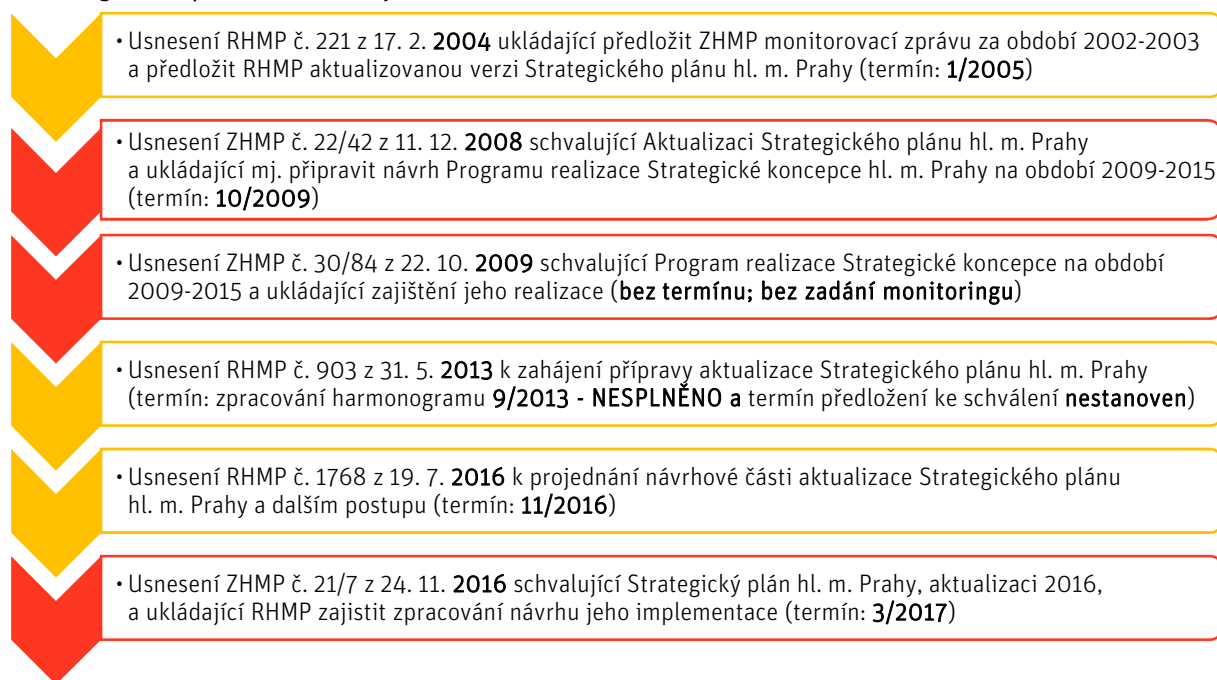 • Usnesení RHMP č. 221 z 17. 2. 2004 ukládající předložit ZHMP monitorovací zprávu za období 2002-2003
a předložit RHMP aktualizovanou verzi Strategického plánu hl. m. Prahy (termín: 1/2005)
• Usnesení ZHMP č. 22/42 z 11. 12. 2008 schvalující Aktualizaci Strategického plánu hl. m. Prahy
a ukládající mj. připravit návrh Programu realizace Strategické koncepce hl. m. Prahy na období 2009-2015
(termín: 10/2009)
• Usnesení ZHMP č. 30/84 z 22. 10. 2009 schvalující Program realizace Strategické koncepce na období
2009-2015 a ukládající zajištění jeho realizace (bez termínu; bez zadání monitoringu)
• Usnesení RHMP č. 903 z 31. 5. 2013 k zahájení přípravy aktualizace Strategického plánu hl. m. Prahy
(termín: zpracování harmonogramu 9/2013 - NESPLNĚNO a termín předložení ke schválení nestanoven)
• Usnesení RHMP č. 1768 z 19. 7. 2016 k projednání návrhové části aktualizace Strategického plánu
hl. m. Prahy a dalším postupu (termín: 11/2016)
• Usnesení ZHMP č. 21/7 z 24. 11. 2016 schvalující Strategický plán hl. m. Prahy, aktualizaci 2016,
a ukládající RHMP zajistit zpracování návrhu jeho implementace (termín: 3/2017)